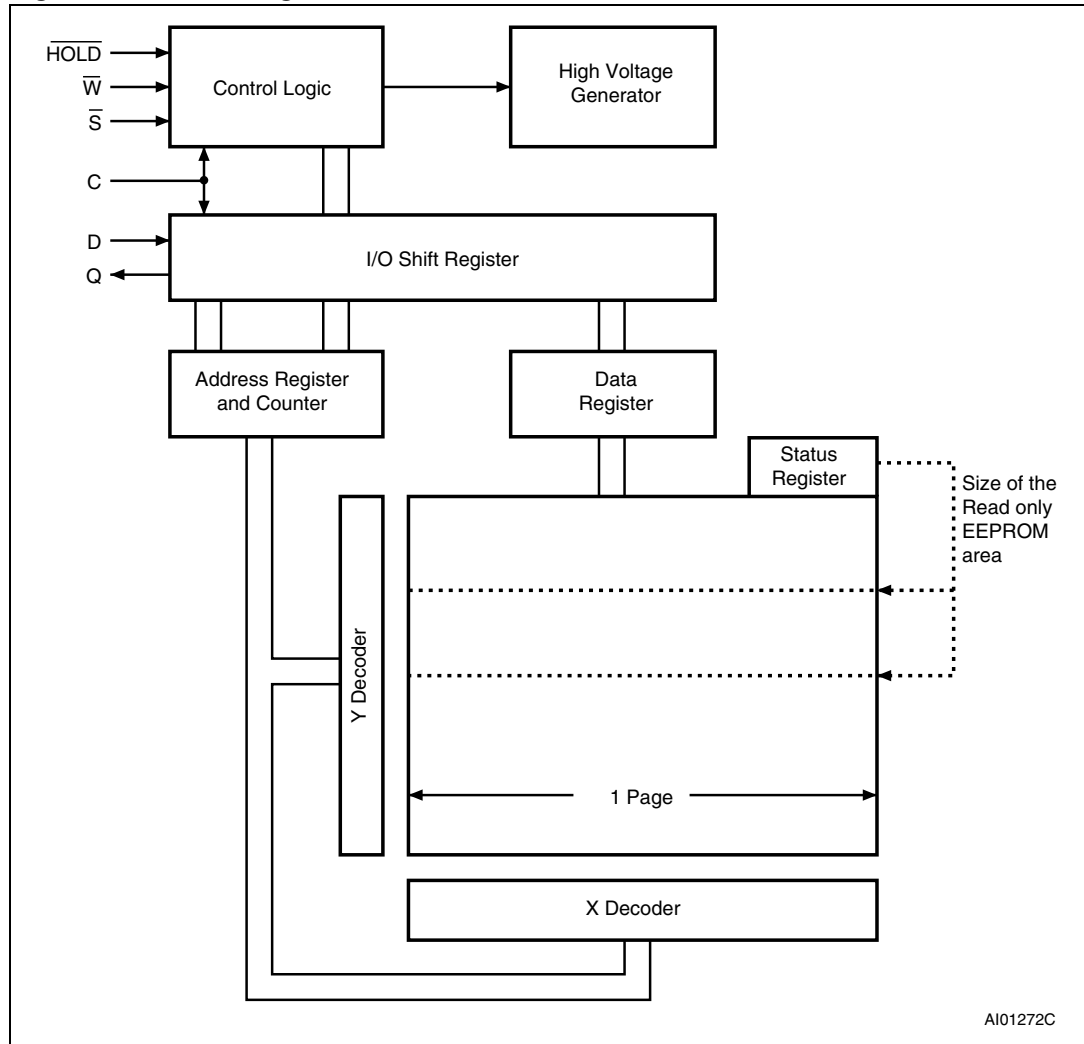 HOLD
W
S
C
D
Q
Control Logic
High Voltage
Generator
I/O Shift Register
Address Register
and Counter
Data
Register
Status
Register
Size of the
Read only
EEPROM
area
Y Decoder
1 Page
X Decoder
AI01272C